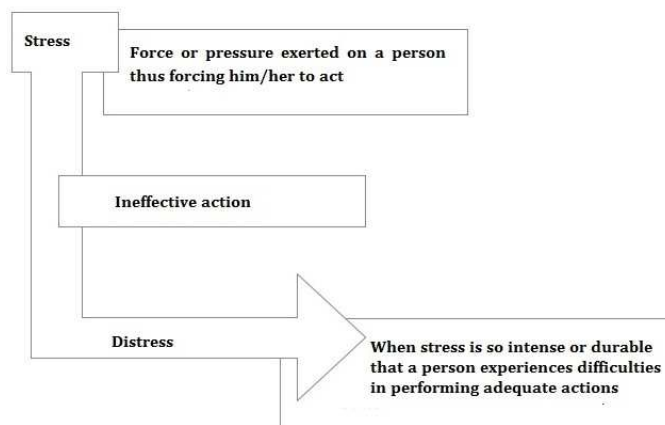 Stress
Force or pressure exerted on a person
thus forcing him/her to act
Ineffective action
Distress
When stress is so intense or durable
that a person experiences difficulties
in performing adequate actions